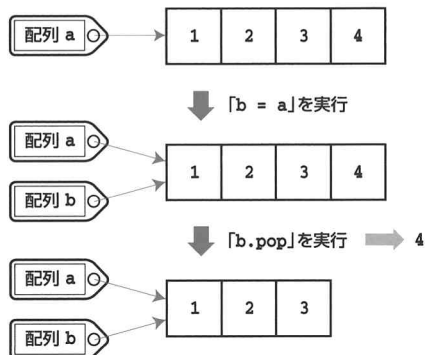 配列 a 1 2 3 4
「b = a」を実行
配列 a
配列 b 1 2 3 4
「b.pop」を実行 4
配列 a
配列 b 1 2 3